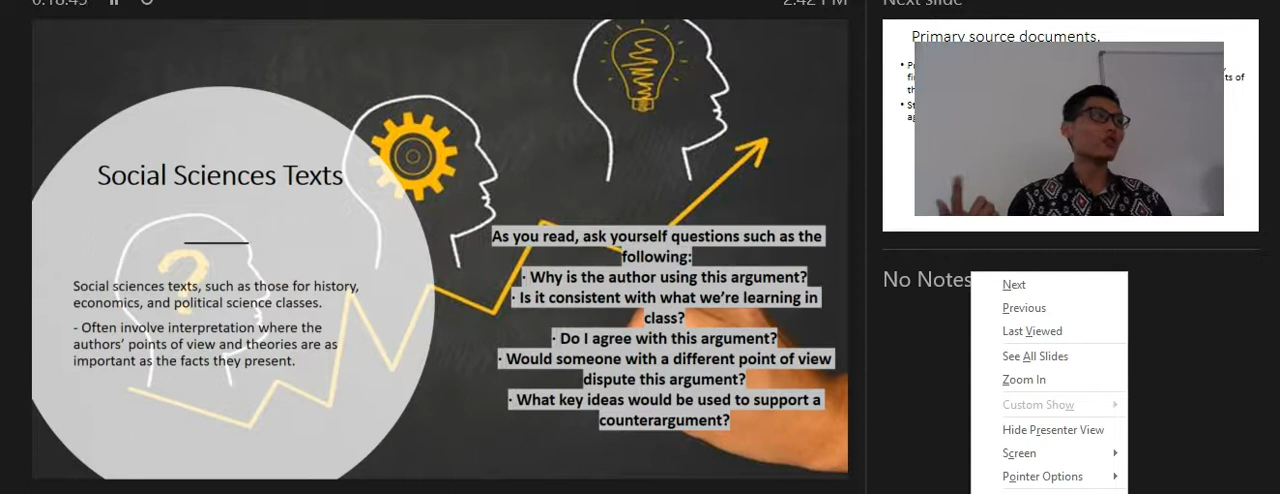 0:18:45
2:42 PM
Next slide
Social Sciences Texts
Social sciences texts, such as those for history,
economics, and political science classes.
- Often involve interpretation where the
authors' points of view and theories are as
important as the facts they present.
As you read, ask yourself questions such as the
following:
· Why is the author using this argument?
· Is it consistent with what we're learning in
class?
· Do I agree with this argument?
· Would someone with a different point of view
dispute this argument?
· What key ideas would be used to support a
counterargument?
Primary source documents.
No Notes
Next
Previous
Last Viewed
See All Slides
Zoom In
Custom Show
Hide Presenter View
Screen
Pointer Options